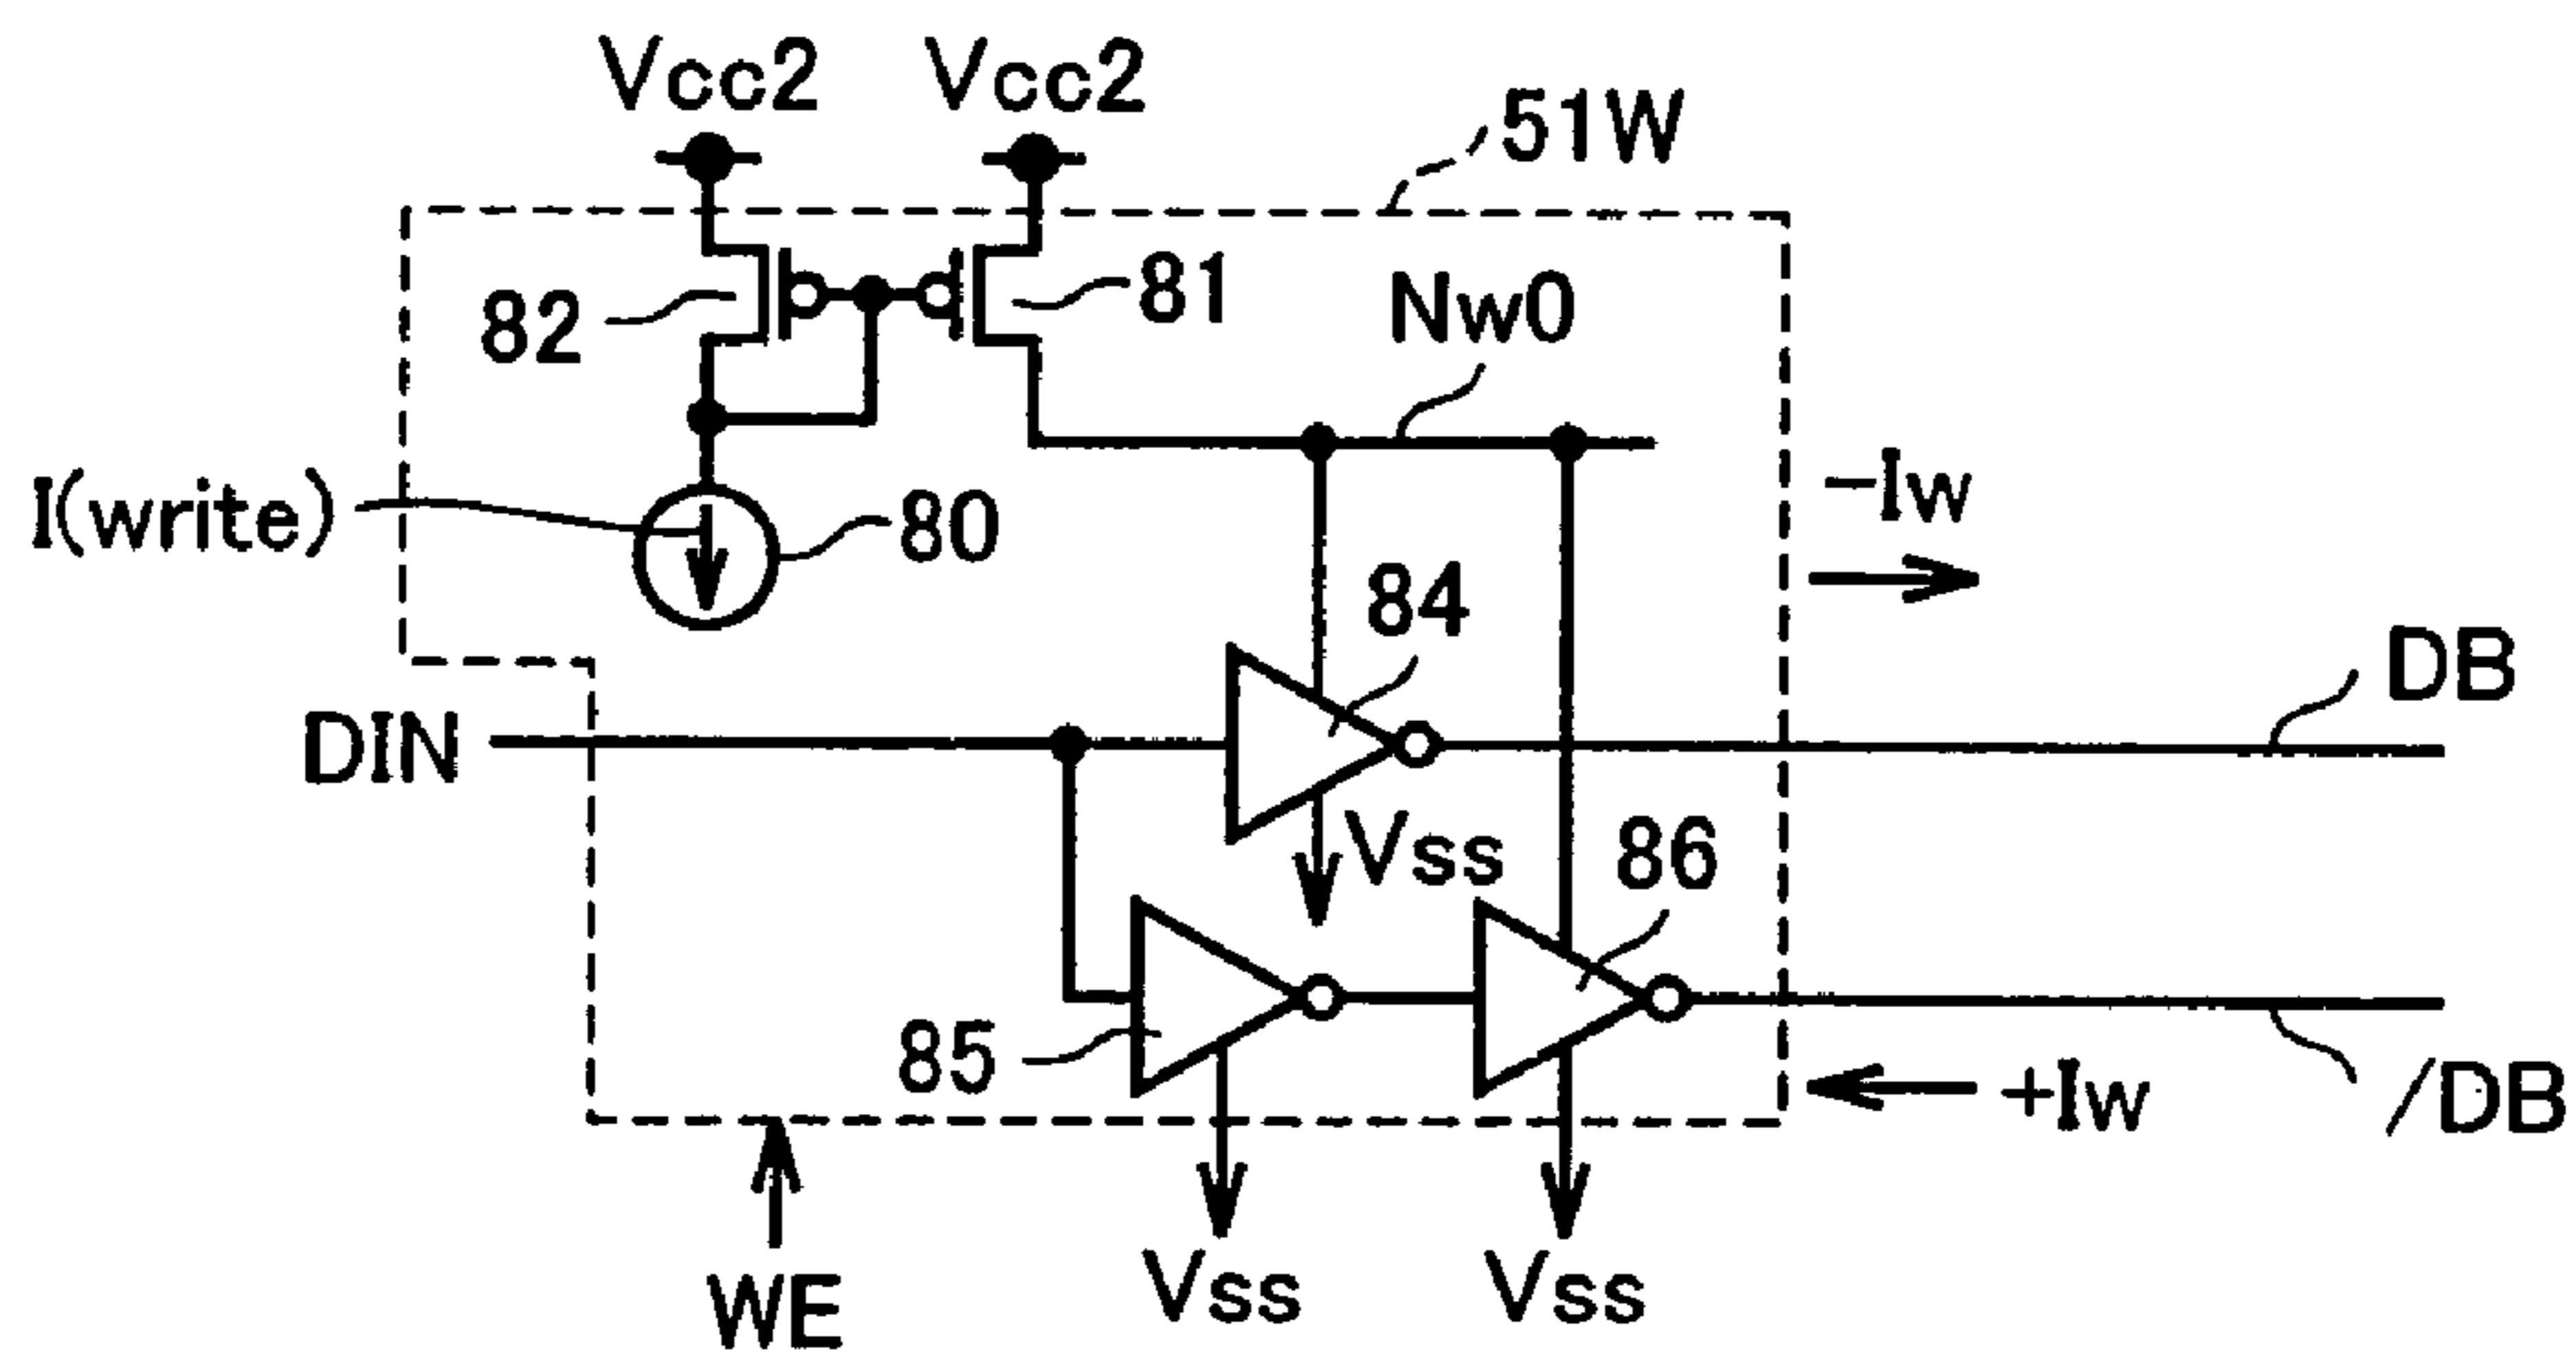 Vcc2 Vcc2
51W
82
81
Nw0
I(write)
80
-Iw
84
DB
DIN
Vss
86
85
+Iw
/DB
WE
Vss
Vss